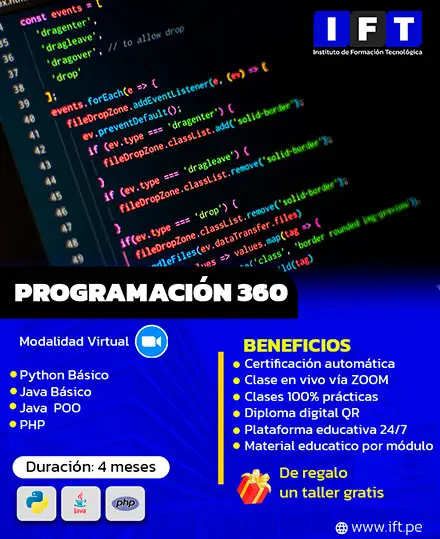 const events = [
'dragenter',
'dragleave',
'dragover', // to allow drop
'drop'
];
events.forEach(e => {
fileDropZone.addEventListener(e, (ev) => {
ev.preventDefault();
if (ev.type === 'dragenter') {
fileDropZone.classList.add('solid-border');
}
if (ev.type === 'dragleave') {
fileDropZone.classList.remove('solid-border');
}
if(ev.type === 'drop') {
fileDropZone.classList.remove('solid-border');
(ev.dataTransfer.files)
values.map(tag => {
'class', 'border rounded img-preview');
(tag)
IFT
Instituto de Formación Tecnológica
PROGRAMACIÓN 360
Modalidad Virtual
Python Básico
Java Básico
Java POO
PHP
Duración: 4 meses
Java
php
BENEFICIOS
Certificación automática
Clase en vivo vía ZOOM
Clases 100% prácticas
Diploma digital QR
Plataforma educativa 24/7
Material educatico por módulo
De regalo
un taller gratis
www.ift.pe